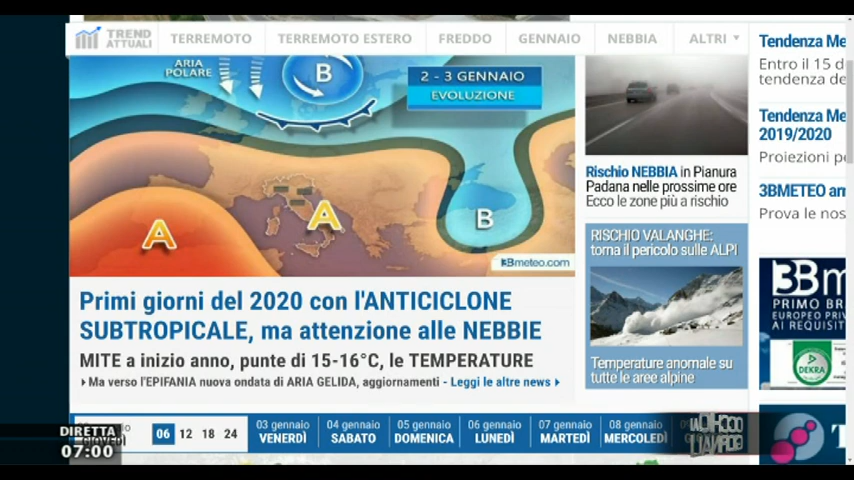 TREND
ATTUALI
TERREMOTO
TERREMOTO ESTERO
FREDDO
GENNAIO
NEBBIA
ALTRI
ARIA
POLARE
B
2 - 3 GENNAIO
EVOLUZIONE
A
A
B
3Bmeteo.com
Primi giorni del 2020 con l'ANTICICLONE
SUBTROPICALE, ma attenzione alle NEBBIE
MITE a inizio anno, punte di 15-16°C, le TEMPERATURE
Ma verso l'EPIFANIA nuova ondata di ARIA GELIDA, aggiornamenti - Leggi le altre news
Rischio NEBBIA in Pianura
Padana nelle prossime ore
Ecco le zone più a rischio
RISCHIO VALANGHE:
torna il pericolo sulle ALPI
Temperature anomale su
tutte le aree alpine
Tendenza Me
Entro il 15 d
tendenza de
Tendenza Me
2019/2020
Proiezioni pe
3BMETEO arr
Prova le nos
3Bm
PRIMO BR
EUROPEO PRIV
AI REQUISIT
DEKRA
GIOVEDÌ
06 12 18 24
03 gennaio
VENERDÌ
04 gennaio
SABATO
05 gennaio
DOMENICA
06 gennaio
LUNEDÌ
07 gennaio
MARTEDÌ
08 gennaio
MERCOLEDÌ
DIRETTA
07:00